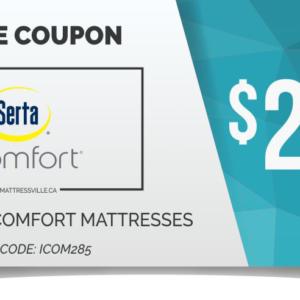 E COUPON
Serta
omfort®
MATTRESSVILLE.CA
COMFORT MATTRESSES
CODE: ICOM285
$2